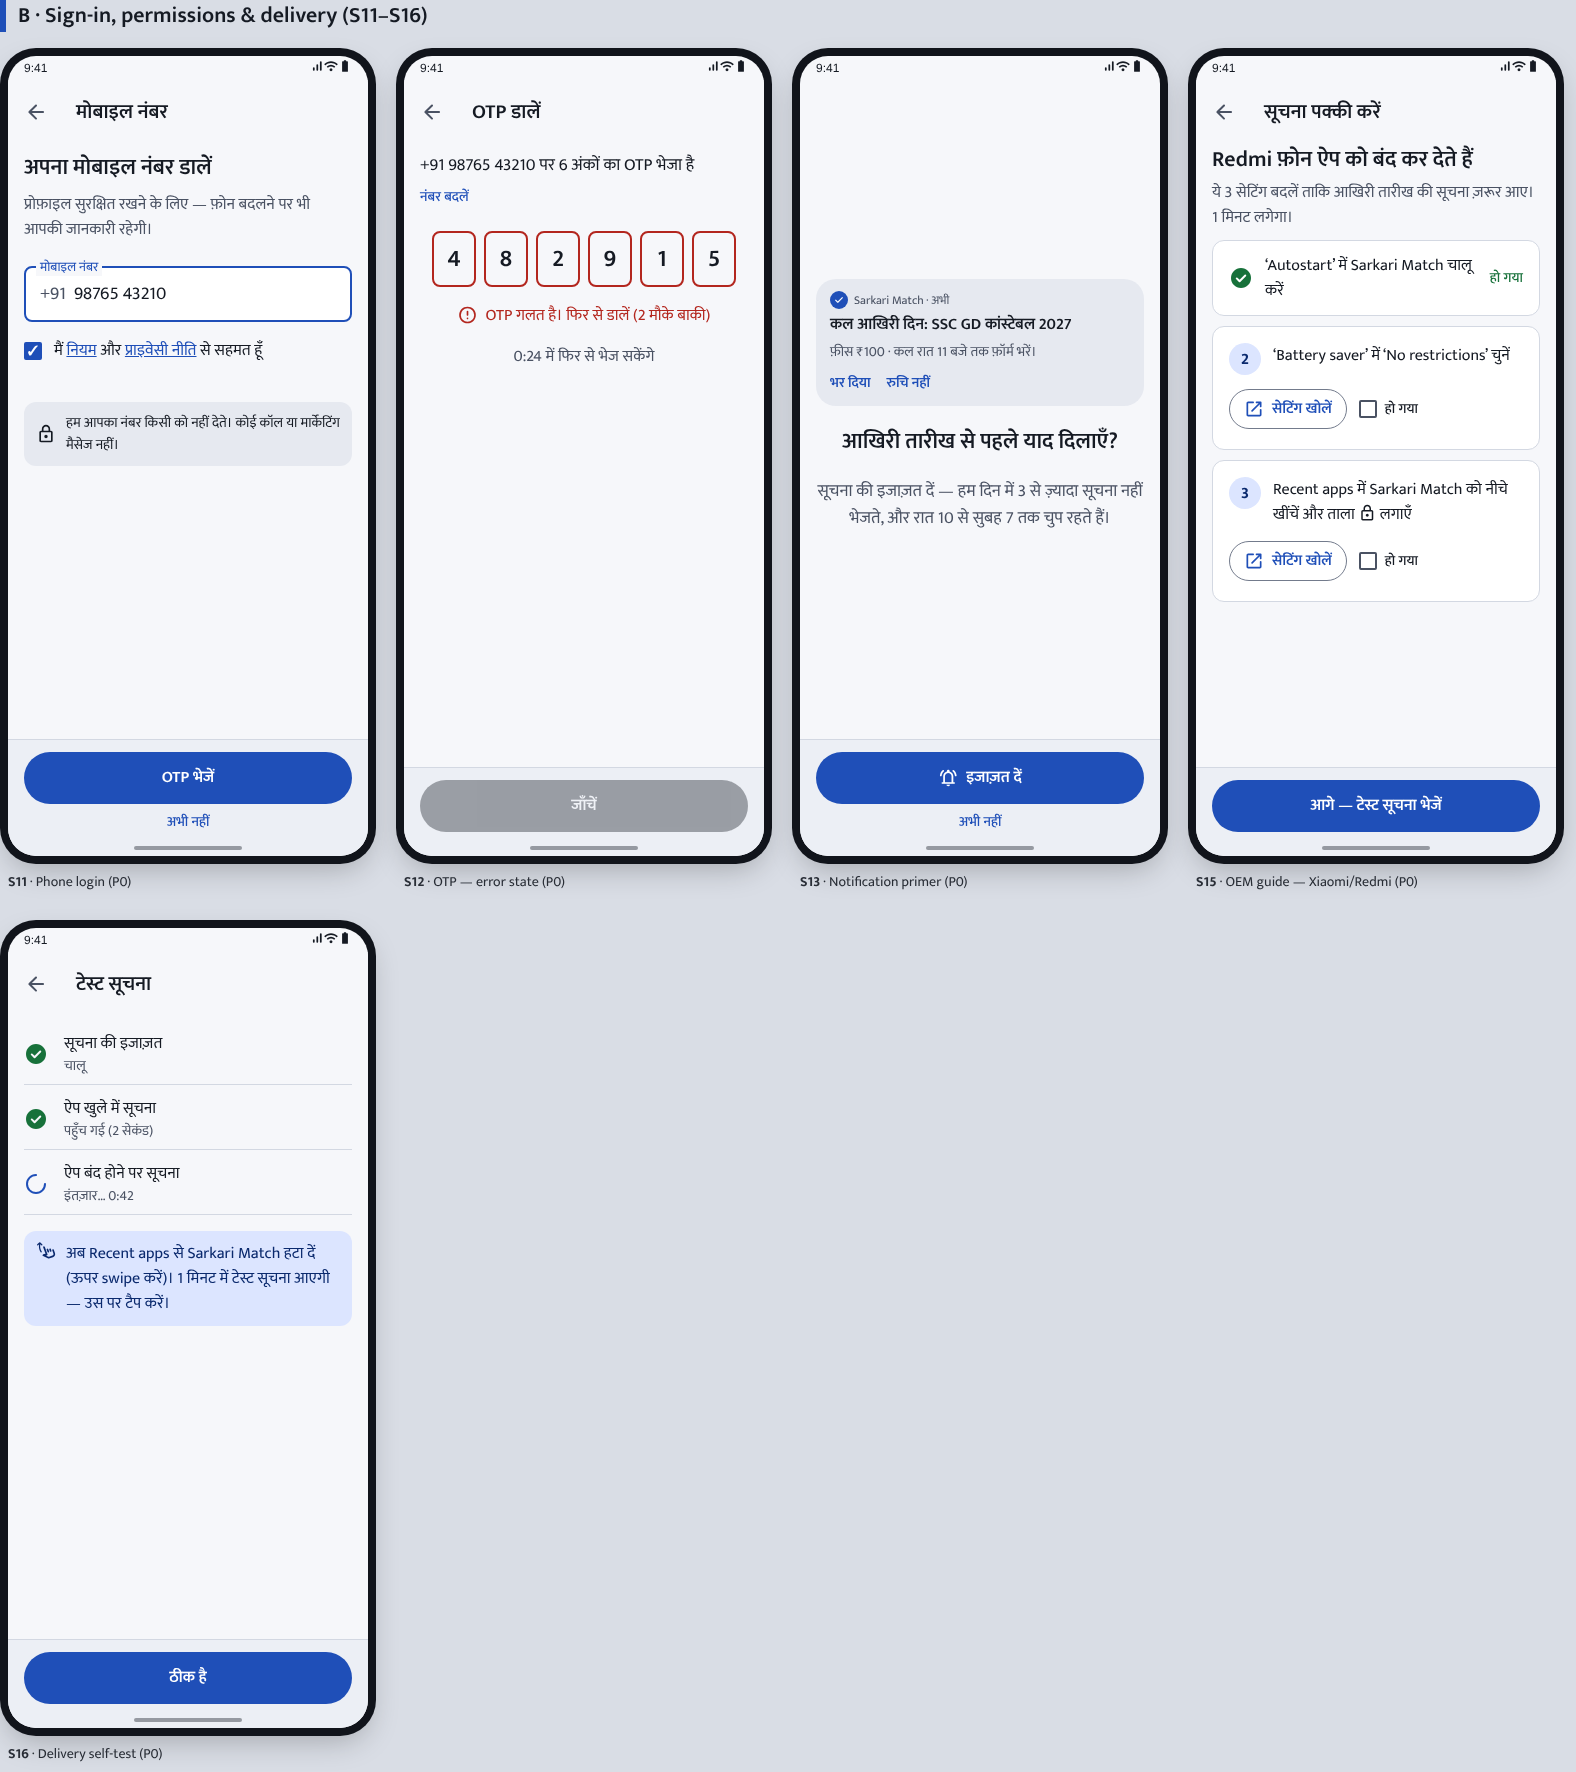 B · Sign-in, permissions & delivery (S11–S16)
9:41
मोबाइल नंबर
अपना मोबाइल नंबर डालें
प्रोफ़ाइल सुरक्षित रखने के लिए — फ़ोन बदलने पर भी
आपकी जानकारी रहेगी।
मोबाइल नंबर
+91 98765 43210
मैं नियम और प्राइवेसी नीति से सहमत हूँ
हम आपका नंबर किसी को नहीं देते। कोई कॉल या मार्केटिंग
मैसेज नहीं।
OTP भेजें
अभी नहीं
S11 · Phone login (P0)
9:41
OTP डालें
+91 98765 43210 पर 6 अंकों का OTP भेजा है
नंबर बदलें
4 8 2 9 1 5
OTP गलत है। फिर से डालें (2 मौके बाकी)
0:24 में फिर से भेज सकेंगे
जाँचें
S12 · OTP — error state (P0)
9:41
Sarkari Match · अभी
कल आखिरी दिन: SSC GD कांस्टेबल 2027
फ़ीस ₹100 · कल रात 11 बजे तक फ़ॉर्म भरें।
भर दिया रुचि नहीं
आखिरी तारीख से पहले याद दिलाएँ?
सूचना की इजाज़त दें — हम दिन में 3 से ज़्यादा सूचना नहीं
भेजते, और रात 10 से सुबह 7 तक चुप रहते हैं।
इजाज़त दें
अभी नहीं
S13 · Notification primer (P0)
9:41
सूचना पक्की करें
Redmi फ़ोन ऐप को बंद कर देते हैं
ये 3 सेटिंग बदलें ताकि आखिरी तारीख की सूचना ज़रूर आए।
1 मिनट लगेगा।
‘Autostart’ में Sarkari Match चालू
करें
हो गया
2 ‘Battery saver’ में ‘No restrictions’ चुनें
सेटिंग खोलें हो गया
3 Recent apps में Sarkari Match को नीचे
खींचें और ताला लगाएँ
सेटिंग खोलें हो गया
आगे — टेस्ट सूचना भेजें
S15 · OEM guide — Xiaomi/Redmi (P0)
9:41
टेस्ट सूचना
सूचना की इजाज़त
चालू
ऐप खुले में सूचना
पहुँच गई (2 सेकंड)
ऐप बंद होने पर सूचना
इंतज़ार… 0:42
अब Recent apps से Sarkari Match हटा दें
(ऊपर swipe करें)। 1 मिनट में टेस्ट सूचना आएगी
— उस पर टैप करें।
ठीक है
S16 · Delivery self-test (P0)